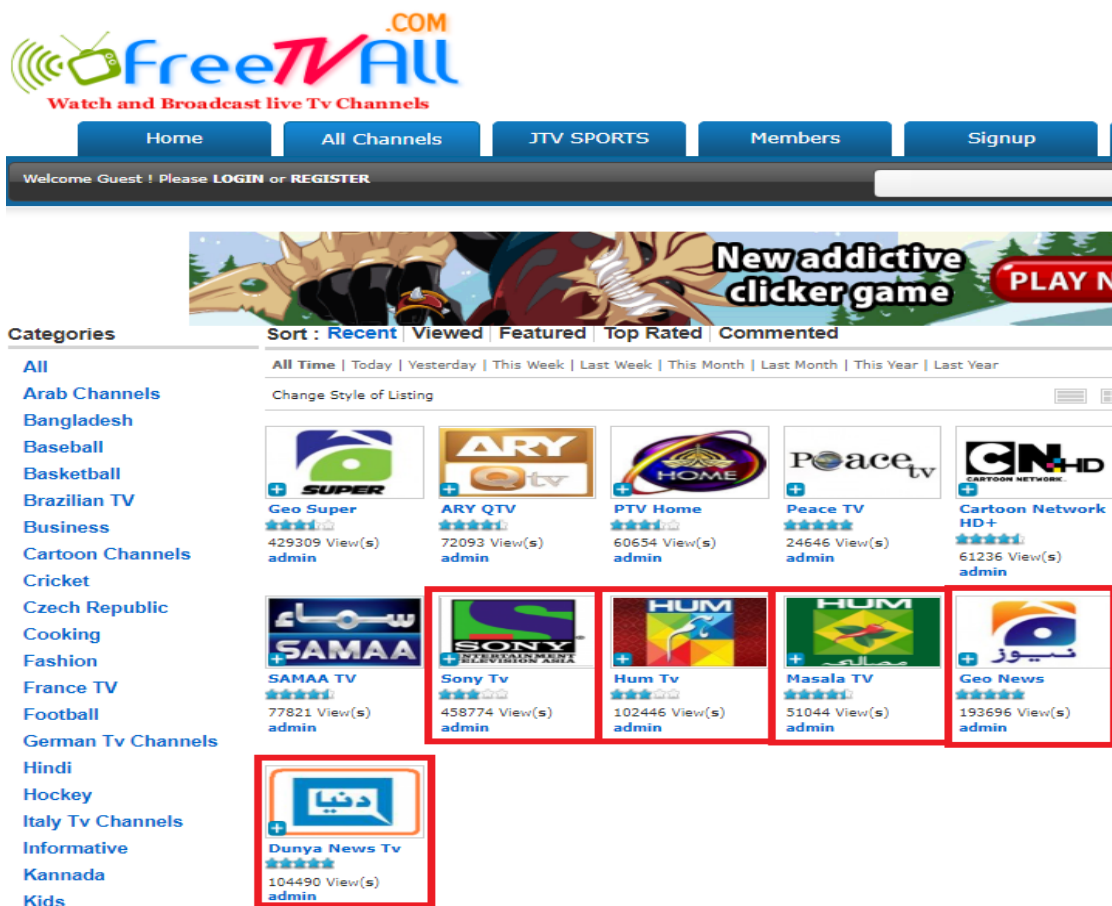 .COM
FreeTVAll
Watch and Broadcast live Tv Channels
Home
All Channels
JTV SPORTS
Members
Signup
Welcome Guest ! Please LOGIN or REGISTER
New addictive
clicker game
PLAY N
Categories
All
Arab Channels
Bangladesh
Baseball
Basketball
Brazilian TV
Business
Cartoon Channels
Cricket
Czech Republic
Cooking
Fashion
France TV
Football
German Tv Channels
Hindi
Hockey
Italy Tv Channels
Informative
Kannada
Kids
Sort : Recent | Viewed | Featured | Top Rated | Commented
All Time | Today | Yesterday | This Week | Last Week | This Month | Last Month | This Year | Last Year
Change Style of Listing
SUPER
Geo Super
429309 View(s)
admin
ARY
Qtv
ARY QTV
72093 View(s)
admin
HOME
PTV Home
60654 View(s)
admin
Peace tv
Peace TV
24646 View(s)
admin
CN HD
CARTOON NETWORK
Cartoon Network
HD+
61236 View(s)
admin
سماء
SAMAA
SAMAA TV
77821 View(s)
admin
SONY
ENTERTAINMENT
TELEVISION ASIA
Sony Tv
458774 View(s)
admin
HUM
ہم
Hum Tv
102446 View(s)
admin
HUM
مصالحہ
Masala TV
51044 View(s)
admin
نیوز
Geo News
193696 View(s)
admin
دنیا
Dunya News Tv
104490 View(s)
admin